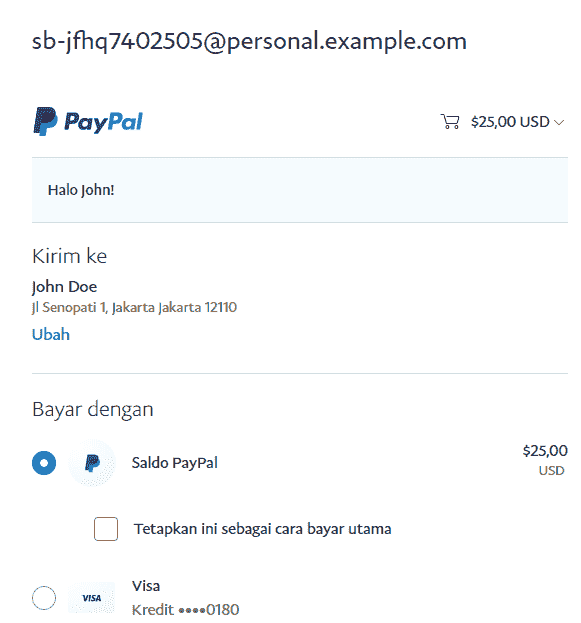 sb-jfhq7402505@personal.example.com
PayPal
$25,00 USD
Halo John!
Kirim ke
John Doe
Jl Senopati 1, Jakarta Jakarta 12110
Ubah
Bayar dengan
Saldo PayPal
$25,00
USD
Tetapkan ini sebagai cara bayar utama
VISA
Visa
Kredit ••••0180